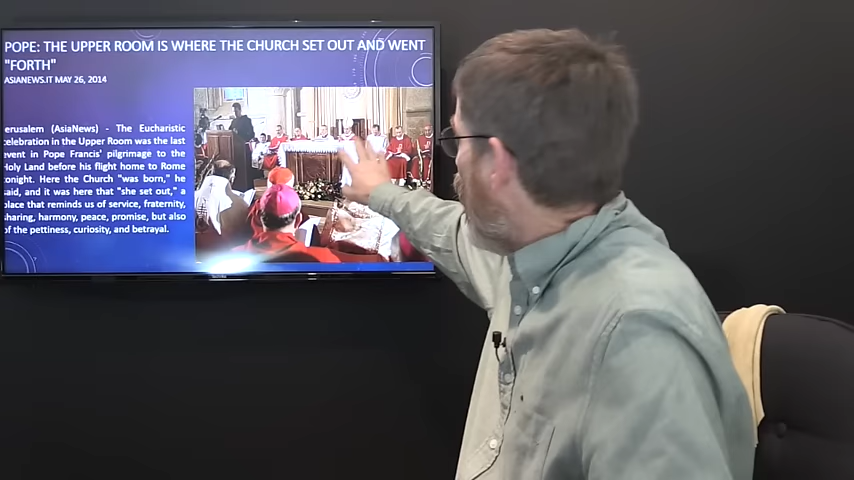 POPE: THE UPPER ROOM IS WHERE THE CHURCH SET OUT AND WENT
"FORTH"
ASIANEWS.IT MAY 26, 2014
erusalem (AsiaNews) - The Eucharistic
celebration in the Upper Room was the last
event in Pope Francis' pilgrimage to the
Holy Land before his flight home to Rome
tonight. Here the Church "was born," he
said, and it was here that "she set out," a
place that reminds us of service, fraternity,
sharing, harmony, peace, promise, but also
of the pettiness, curiosity, and betrayal.